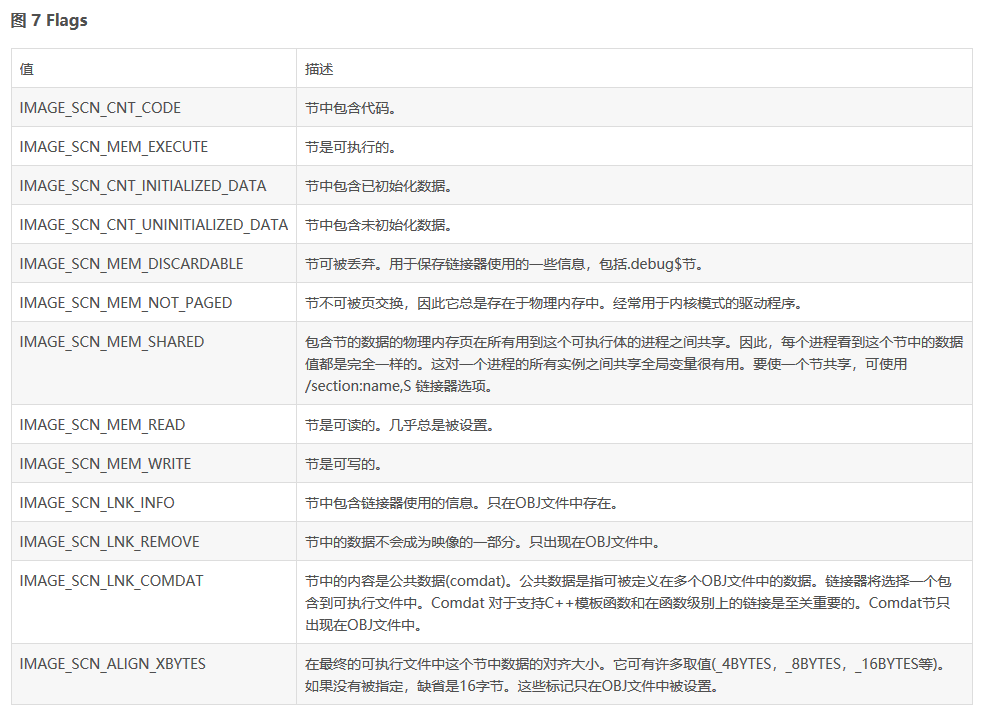 图 7 Flags
值 描述
IMAGE_SCN_CNT_CODE 节中包含代码。
IMAGE_SCN_MEM_EXECUTE 节是可执行的。
IMAGE_SCN_CNT_INITIALIZED_DATA 节中包含已初始化数据。
IMAGE_SCN_CNT_UNINITIALIZED_DATA 节中包含未初始化数据。
IMAGE_SCN_MEM_DISCARDABLE 节可被丢弃。用于保存链接器使用的一些信息，包括.debug$节。
IMAGE_SCN_MEM_NOT_PAGED 节不可被页交换，因此它总是存在于物理内存中。经常用于内核模式的驱动程序。
IMAGE_SCN_MEM_SHARED 包含节的数据的物理内存页在所有用到这个可执行体的进程之间共享。因此，每个进程看到这个节中的数据
值都是完全一样的。这对一个进程的所有实例之间共享全局变量很有用。要使一个节共享，可使用
/section:name,S 链接器选项。
IMAGE_SCN_MEM_READ 节是可读的。几乎总是被设置。
IMAGE_SCN_MEM_WRITE 节是可写的。
IMAGE_SCN_LNK_INFO 节中包含链接器使用的信息。只在OBJ文件中存在。
IMAGE_SCN_LNK_REMOVE 节中的数据不会成为映像的一部分。只出现在OBJ文件中。
IMAGE_SCN_LNK_COMDAT 节中的内容是公共数据(comdat)。公共数据是指可被定义在多个OBJ文件中的数据。链接器将选择一个包
含到可执行文件中。Comdat 对于支持C++模板函数和在函数级别上的链接是至关重要的。Comdat节只
出现在OBJ文件中。
IMAGE_SCN_ALIGN_XBYTES 在最终的可执行文件中这个节中数据的对齐大小。它可有许多取值(_4BYTES，_8BYTES，_16BYTES等)。
如果没有被指定，缺省是16字节。这些标记只在OBJ文件中被设置。